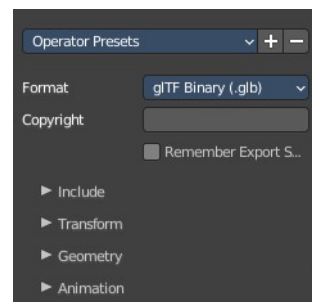 Operator Presets
Format glTF Binary (.glb)
Copyright
Remember Export S...
Include
Transform
Geometry
Animation